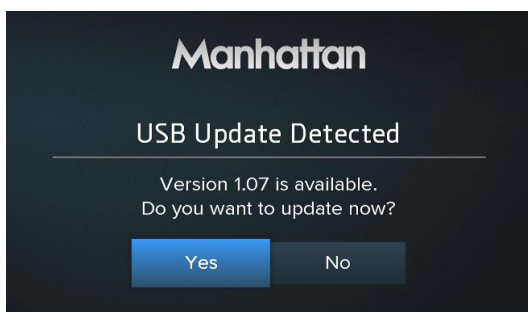 Manhattan
USB Update Detected
Version 1.07 is available.
Do you want to update now?
Yes
No